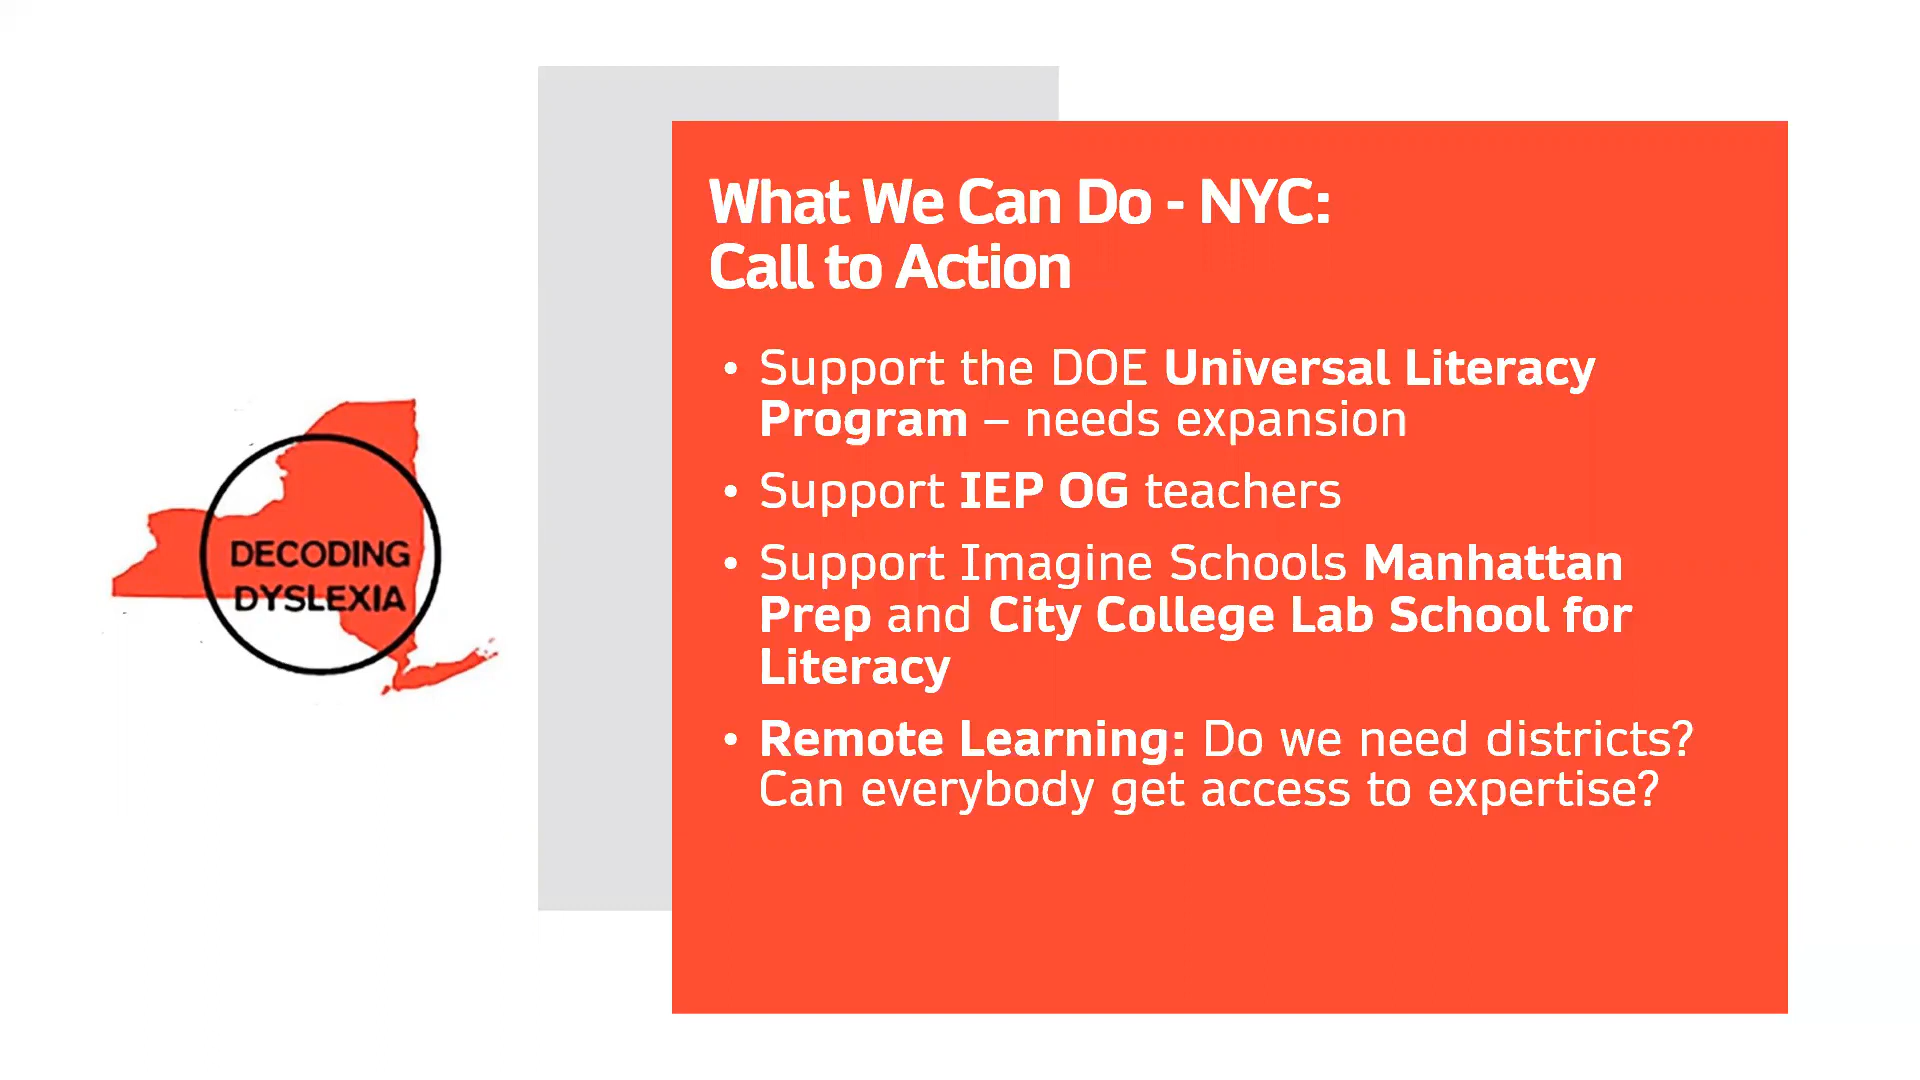 DECODING
DYSLEXIA
What We Can Do - NYC:
Call to Action
• Support the DOE Universal Literacy
Program – needs expansion
• Support IEP OG teachers
• Support Imagine Schools Manhattan
Prep and City College Lab School for
Literacy
• Remote Learning: Do we need districts?
Can everybody get access to expertise?